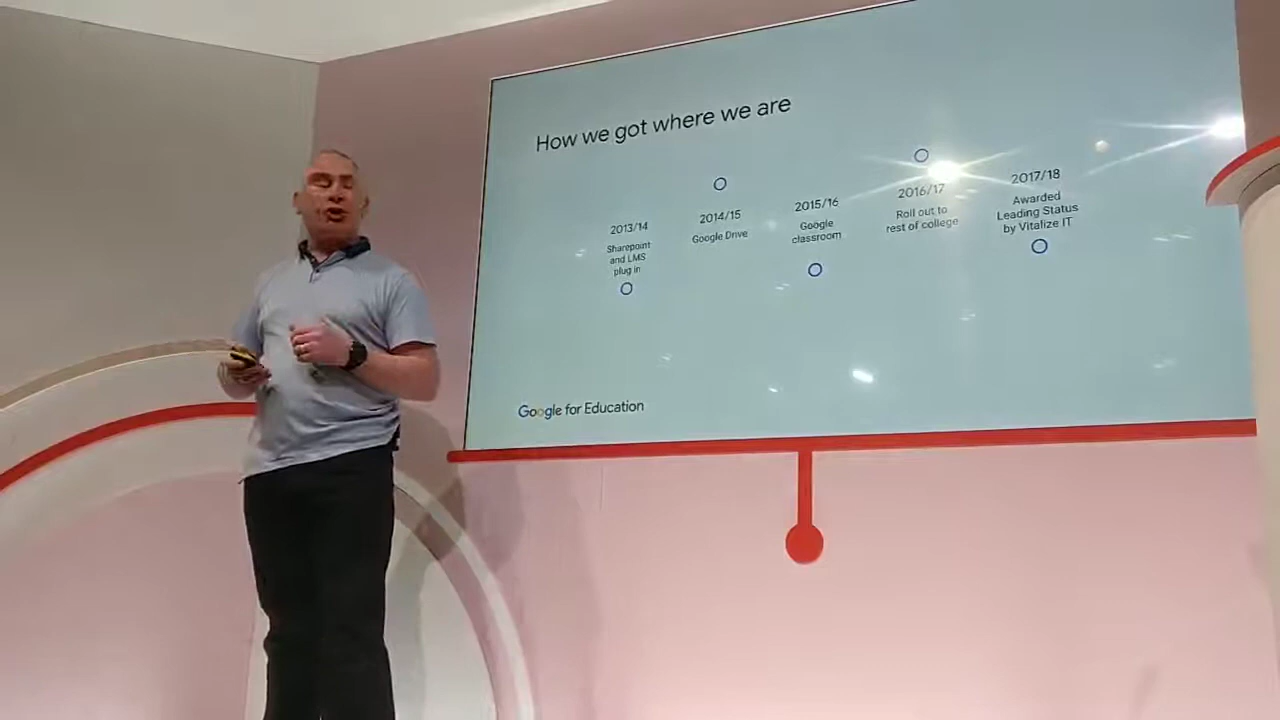 How we got where we are
2013/14
Sharepoint
and LMS
plug in
2014/15
Google Drive
2015/16
Google
classroom
2016/17
Roll out to
rest of college
2017/18
Awarded
Leading Status
by Vitalize IT
Google for Education